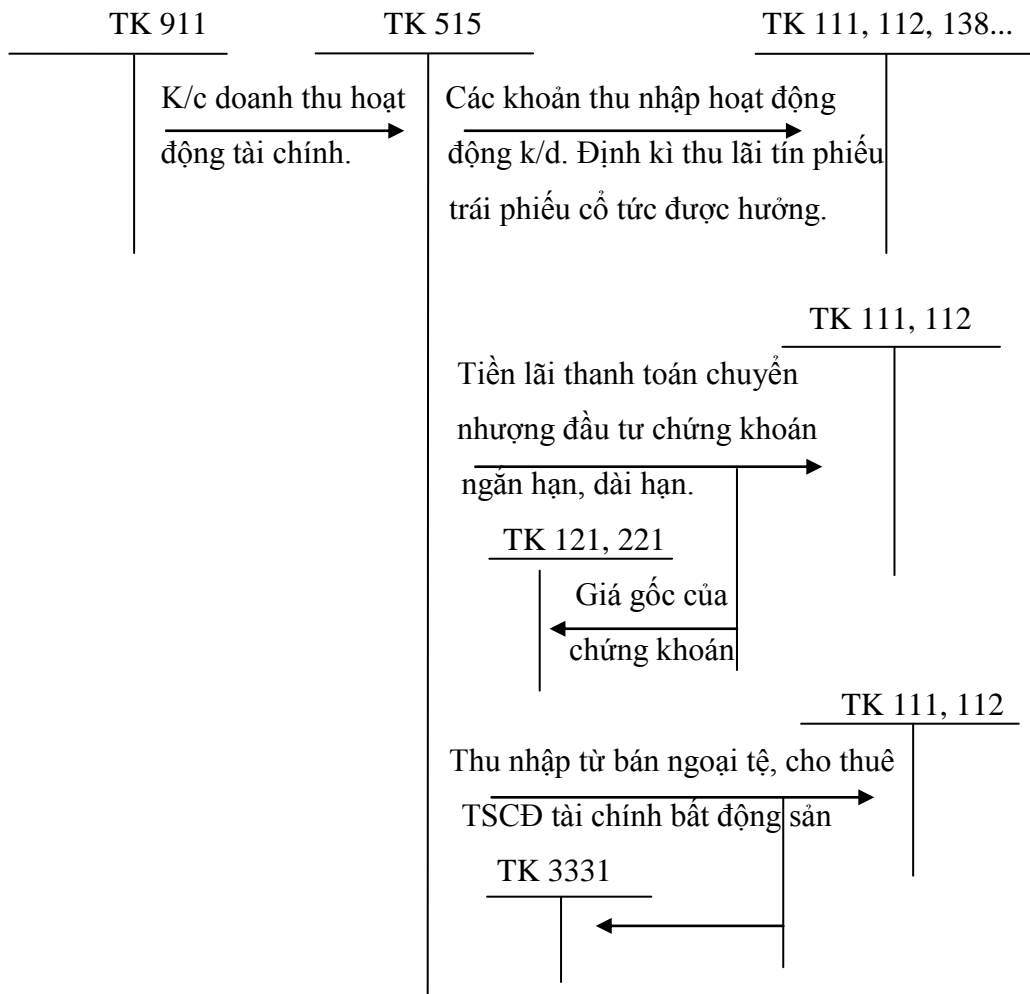 TK 911
TK 515
TK 111, 112, 138...
K/c doanh thu hoạt
động tài chính.
Các khoản thu nhập hoạt động
động k/d. Định kì thu lãi tín phiếu
trái phiếu cổ tức được hưởng.
TK 111, 112
Tiền lãi thanh toán chuyển
nhượng đầu tư chứng khoán
ngắn hạn, dài hạn.
TK 121, 221
Giá gốc của
chứng khoán
TK 111, 112
Thu nhập từ bán ngoại tệ, cho thuê
TSCĐ tài chính bất động sản
TK 3331